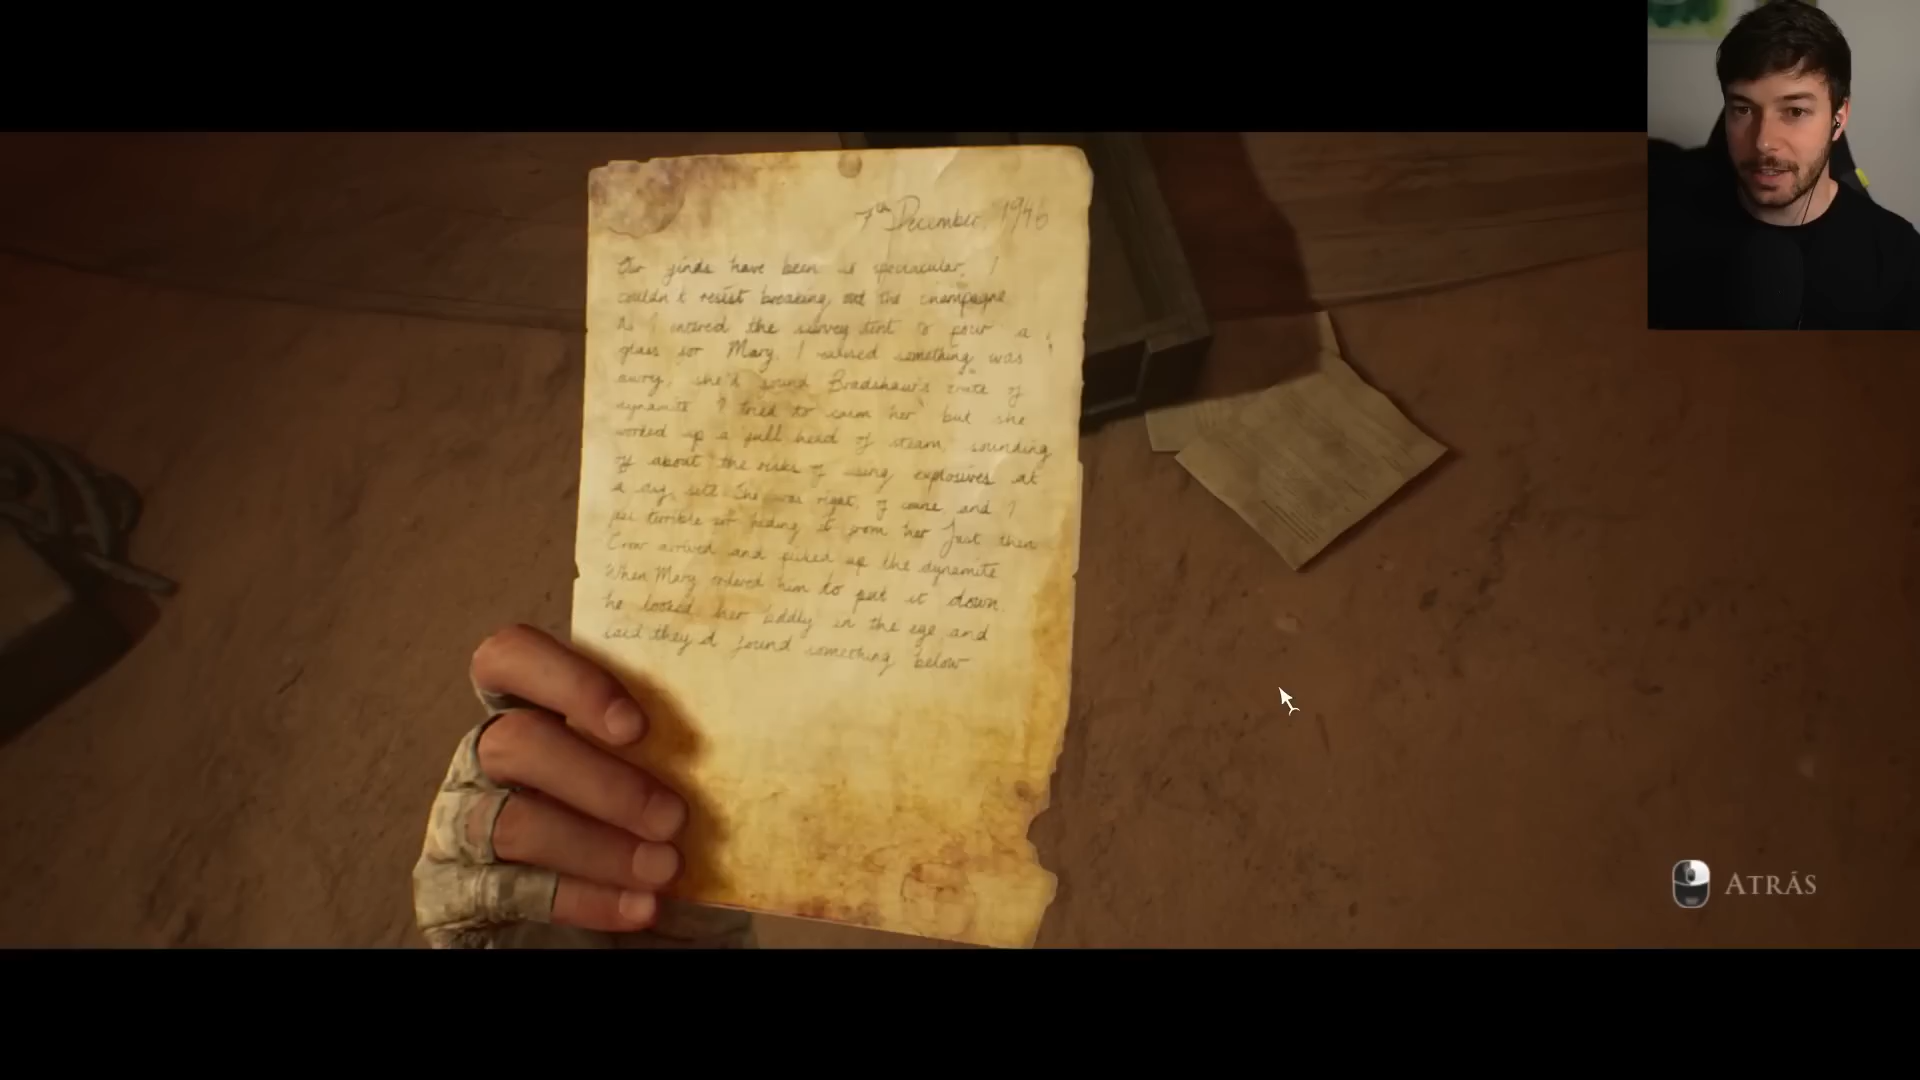 7th December, 1946
Our finds have been so spectacular, I
couldn't resist breaking out the champagne.
As I entered the survey tent to pour a
glass for Mary, I realised something was
awry, she'd found Bradshaw's crate of
dynamite. I tried to calm her but she
worked up a full head of steam, sounding
off about the risks of using explosives at
a dig site. She was right, of course and I
felt terrible for hiding it from her. Just then
Crow arrived and picked up the dynamite.
When Mary ordered him to put it down,
he looked her oddly in the eye and
said they'd found something below
ATRÁS